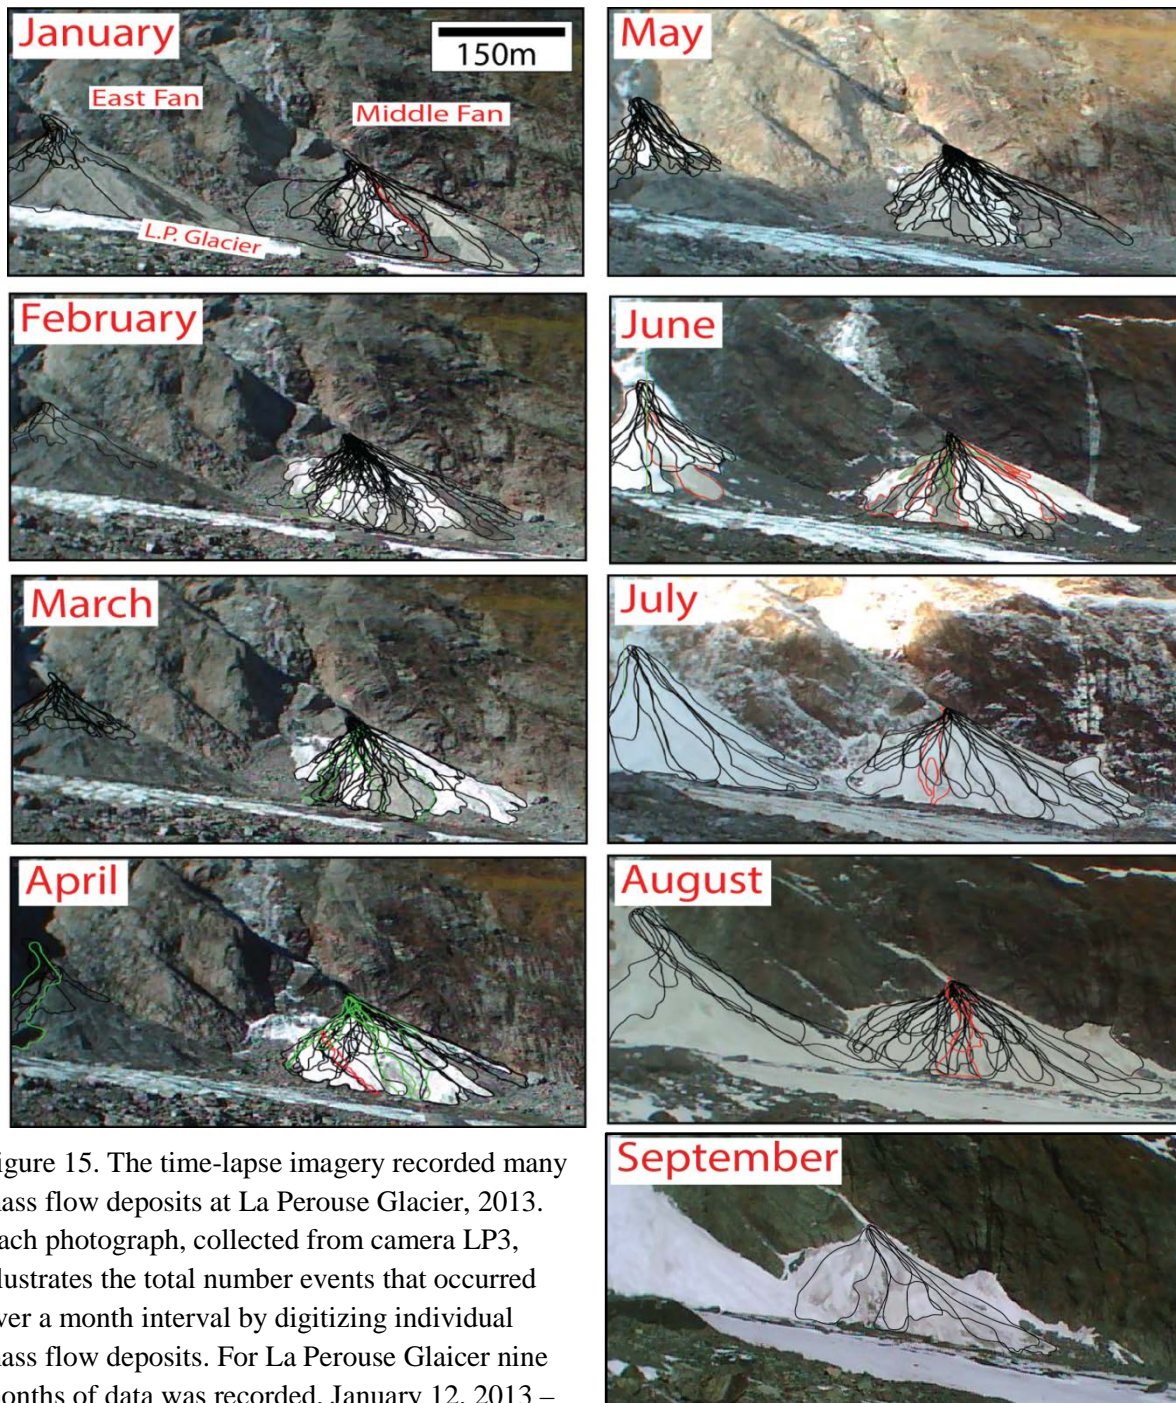 January
150m
East Fan
Middle Fan
L.P. Glacier
February
March
April
May
June
July
August
September
igure 15. The time-lapse imagery recorded many
ass flow deposits at La Perouse Glacier, 2013.
ach photograph, collected from camera LP3,
lustrates the total number events that occurred
er a month interval by digitizing individual
ass flow deposits. For La Perouse Glaicer nine
onths of data was recorded, January 12, 2013 –